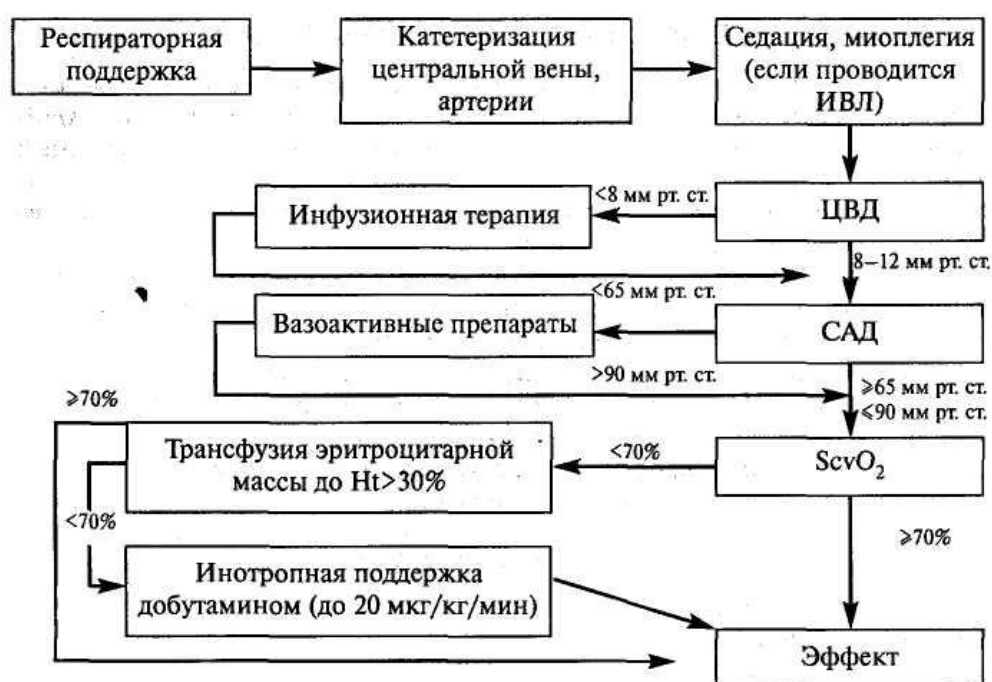 Респираторная
поддержка
Катетеризация
центральной вены,
артерии
Седация, миоплегия
(если проводится
ИВЛ)
<8 мм рт. ст.
Инфузионная терапия
ЦВД
8–12 мм рт. ст.
<65 мм рт. ст.
Вазоактивные препараты
САД
>90 мм рт. ст.
⩾65 мм рт. ст.
⩽90 мм рт. ст.
⩾70%
Трансфузия эритроцитарной
массы до Ht>30%
<70%
ScvO₂
<70%
⩾70%
Инотропная поддержка
добутамином (до 20 мкг/кг/мин)
Эффект